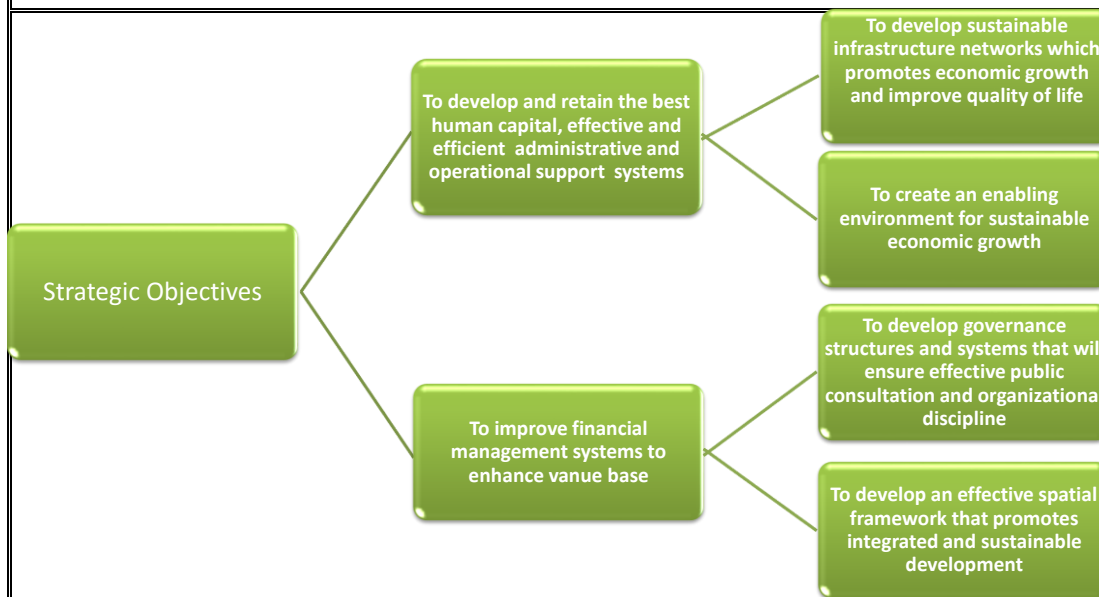 Strategic Objectives
To develop and retain the best
human capital, effective and
efficient administrative and
operational support systems
To develop sustainable
infrastructure networks which
promotes economic growth
and improve quality of life
To create an enabling
environment for sustainable
economic growth
To improve financial
management systems to
enhance vanue base
To develop governance
structures and systems that will
ensure effective public
consultation and organizational
discipline
To develop an effective spatial
framework that promotes
integrated and sustainable
development